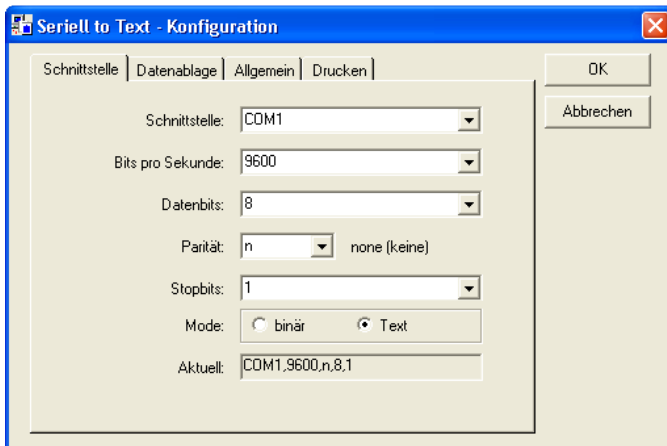 Seriell to Text - Konfiguration
Schnittstelle Datenablage Allgemein Drucken
OK
Abbrechen
Schnittstelle: COM1
Bits pro Sekunde: 9600
Datenbits: 8
Parität: n none (keine)
Stopbits: 1
Mode: binär Text
Aktuell: COM1,9600,n,8,1